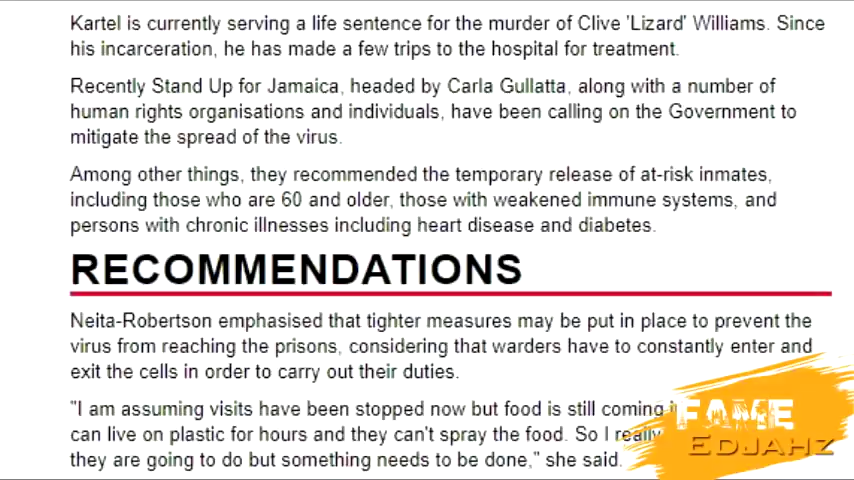 Kartel is currently serving a life sentence for the murder of Clive 'Lizard' Williams. Since
his incarceration, he has made a few trips to the hospital for treatment.
Recently Stand Up for Jamaica, headed by Carla Gullatta, along with a number of
human rights organisations and individuals, have been calling on the Government to
mitigate the spread of the virus.
Among other things, they recommended the temporary release of at-risk inmates,
including those who are 60 and older, those with weakened immune systems, and
persons with chronic illnesses including heart disease and diabetes.
RECOMMENDATIONS
Neita-Robertson emphasised that tighter measures may be put in place to prevent the
virus from reaching the prisons, considering that warders have to constantly enter and
exit the cells in order to carry out their duties.
"I am assuming visits have been stopped now but food is still coming
can live on plastic for hours and they can't spray the food. So I really
they are going to do but something needs to be done," she said.
FAME
EDJAHZ